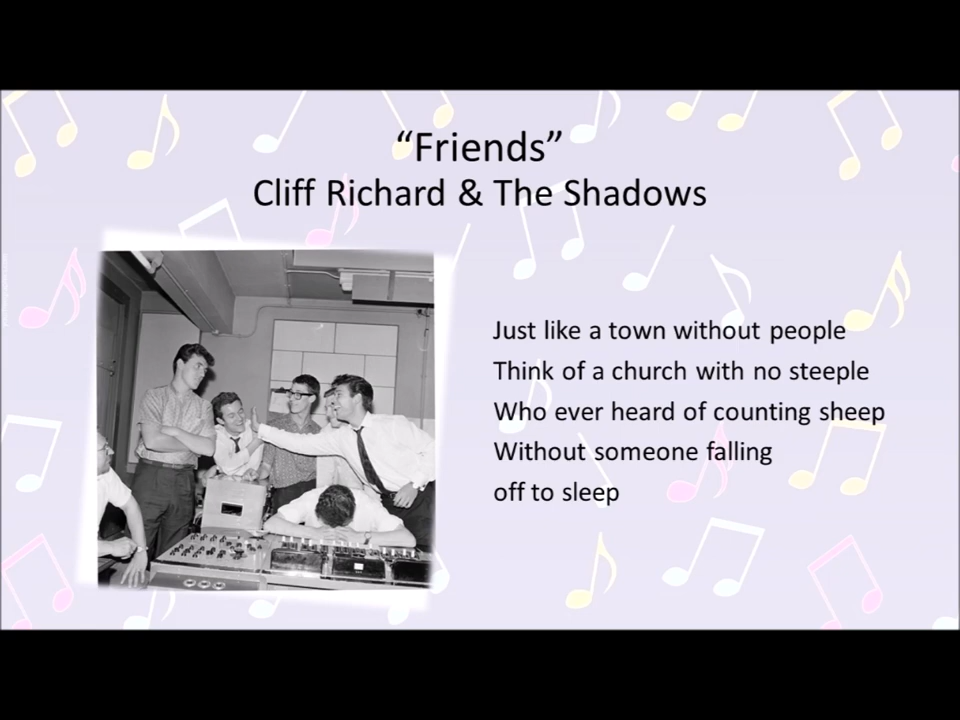 “Friends”
Cliff Richard & The Shadows
Just like a town without people
Think of a church with no steeple
Who ever heard of counting sheep
Without someone falling
off to sleep